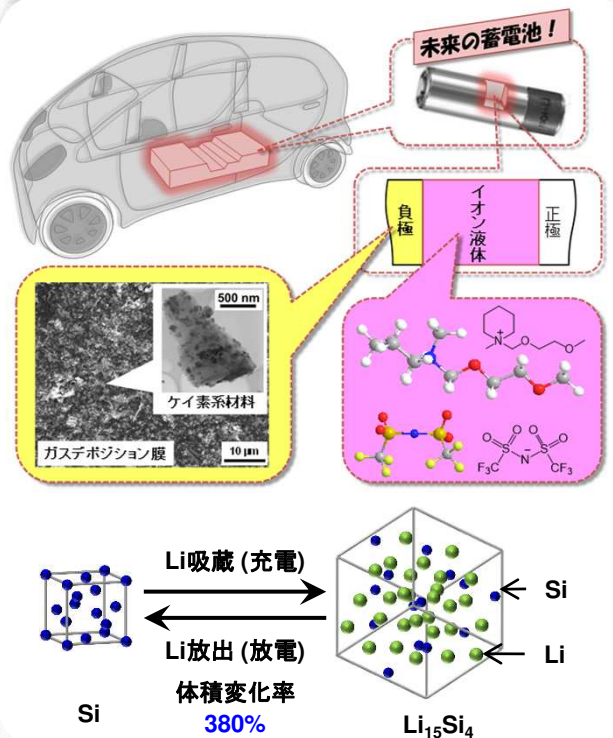 未来の蓄電池！
負極
イオン液体
正極
500 nm
ケイ素系材料
ガスデポジション膜
10 μm
N
+
O
O
O
O
O
O
S
S
N
−
F₃C
CF₃
Li吸蔵 (充電)
Li放出 (放電)
体積変化率
380%
Si
Li
Si
Li₁₅Si₄